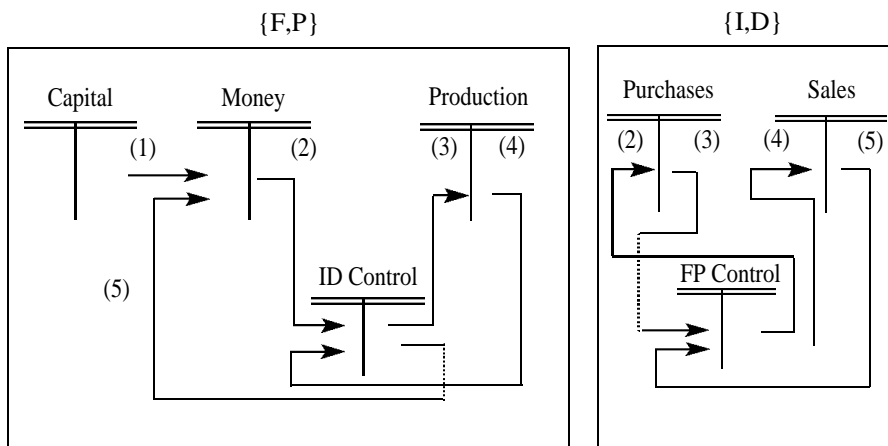 {F,P}
Capital Money Production
(1) (2) (3) (4)
(5)
ID Control
{I,D}
Purchases Sales
(2) (3) (4) (5)
FP Control